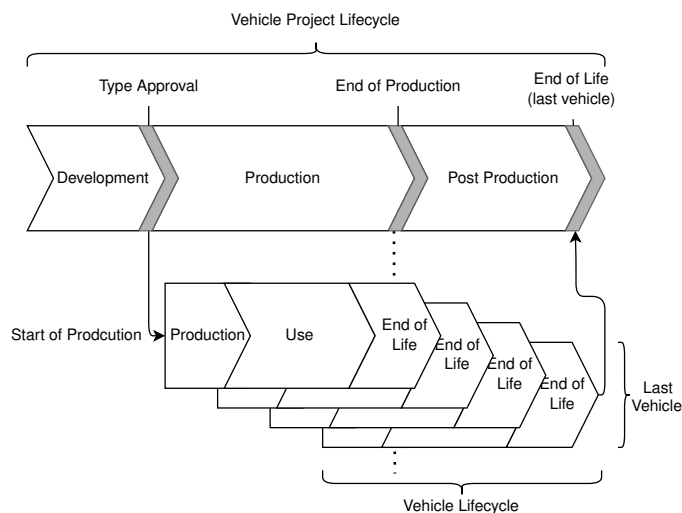 Vehicle Project Lifecycle
Type Approval
End of Production
End of Life
(last vehicle)
Development
Production
Post Production
Start of Prodcution
Production
Use
End of
Life
End of
Life
End of
Life
End of
Life
Last
Vehicle
Vehicle Lifecycle